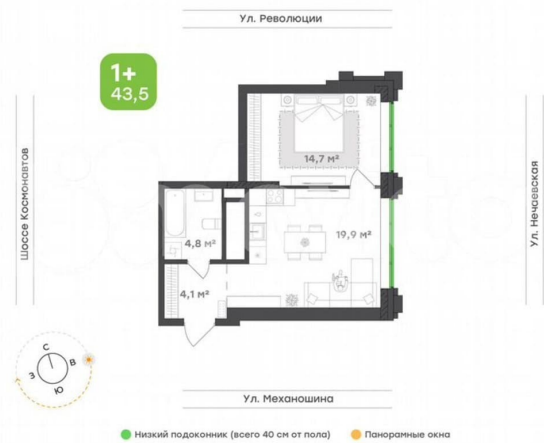 Ул. Революции
1+
43,5
Шоссе Космонавтов
14,7 м²
Ул. Нечаевская
4,8 м²
19,9 м²
4,1 м²
С
З
В
Ю
Ул. Механошина
Низкий подоконник (всего 40 см от пола)
Панорамные окна